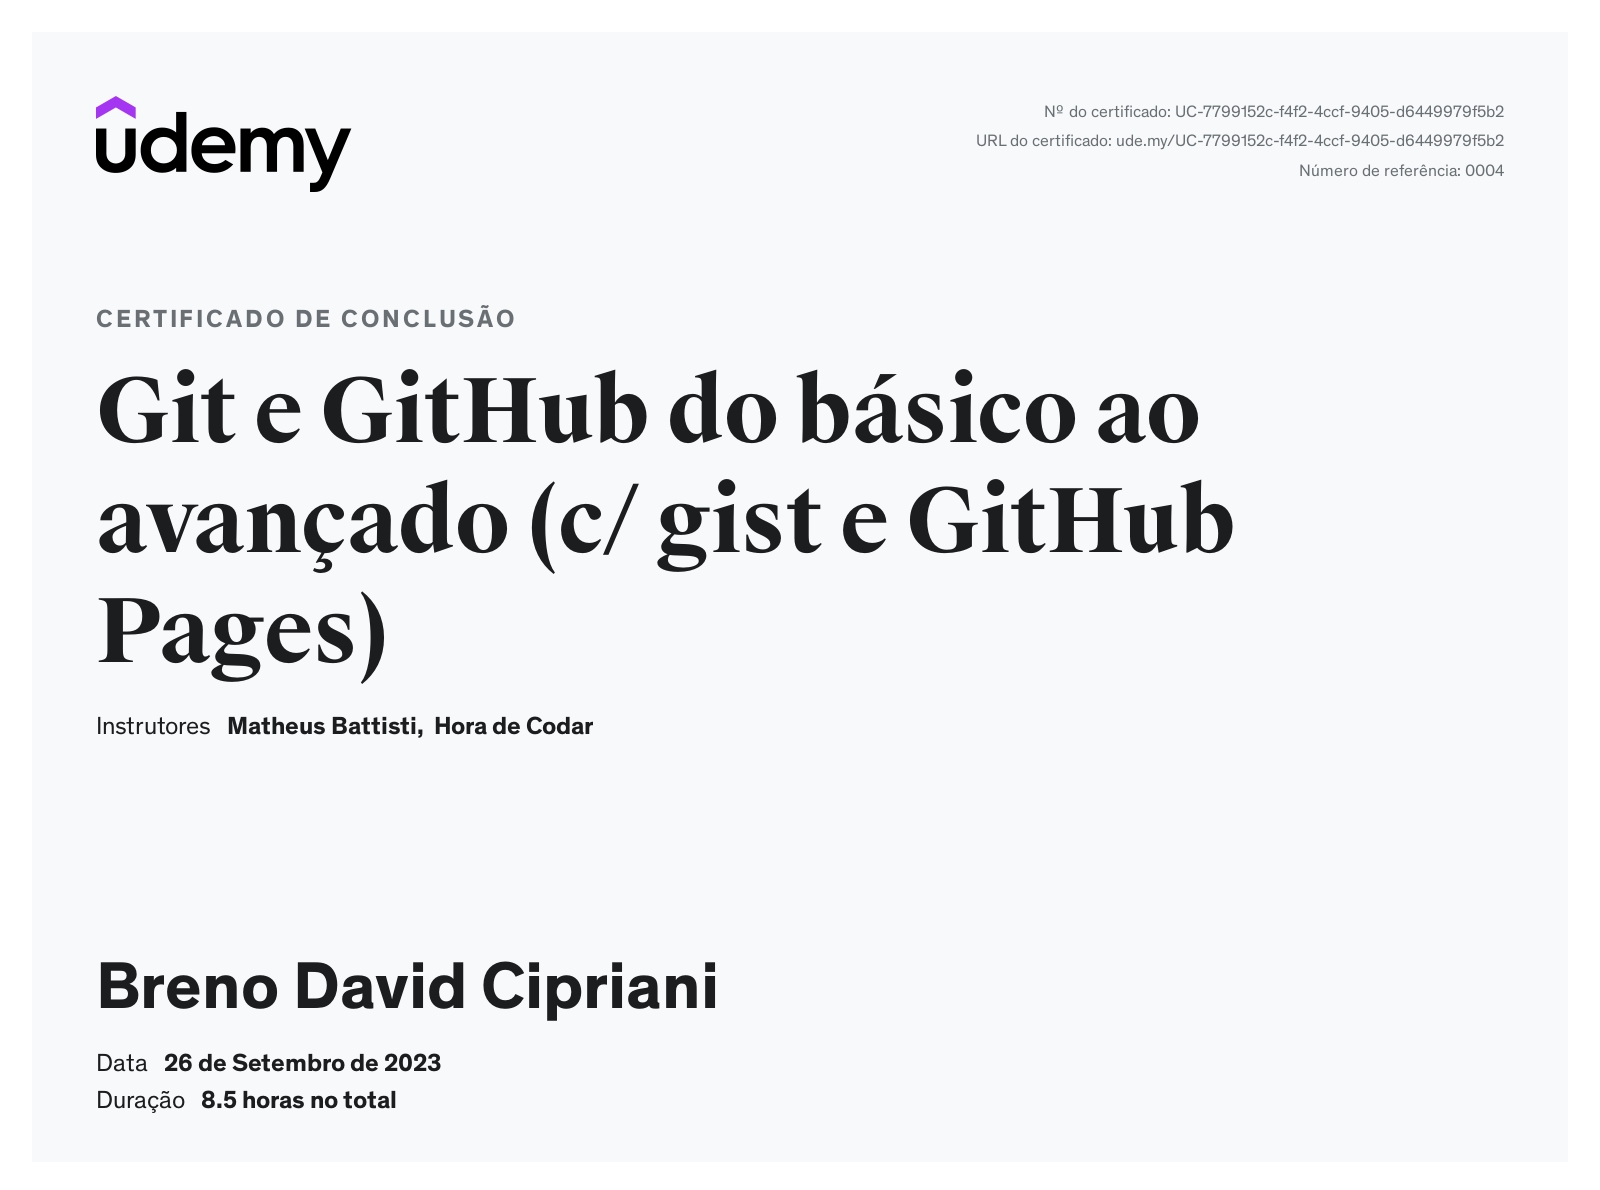 udemy
Nº do certificado: UC-7799152c-f4f2-4ccf-9405-d6449979f5b2
URL do certificado: ude.my/UC-7799152c-f4f2-4ccf-9405-d6449979f5b2
Número de referência: 0004
CERTIFICADO DE CONCLUSÃO
Git e GitHub do básico ao
avançado (c/ gist e GitHub
Pages)
Instrutores Matheus Battisti, Hora de Codar
Breno David Cipriani
Data 26 de Setembro de 2023
Duração 8.5 horas no total